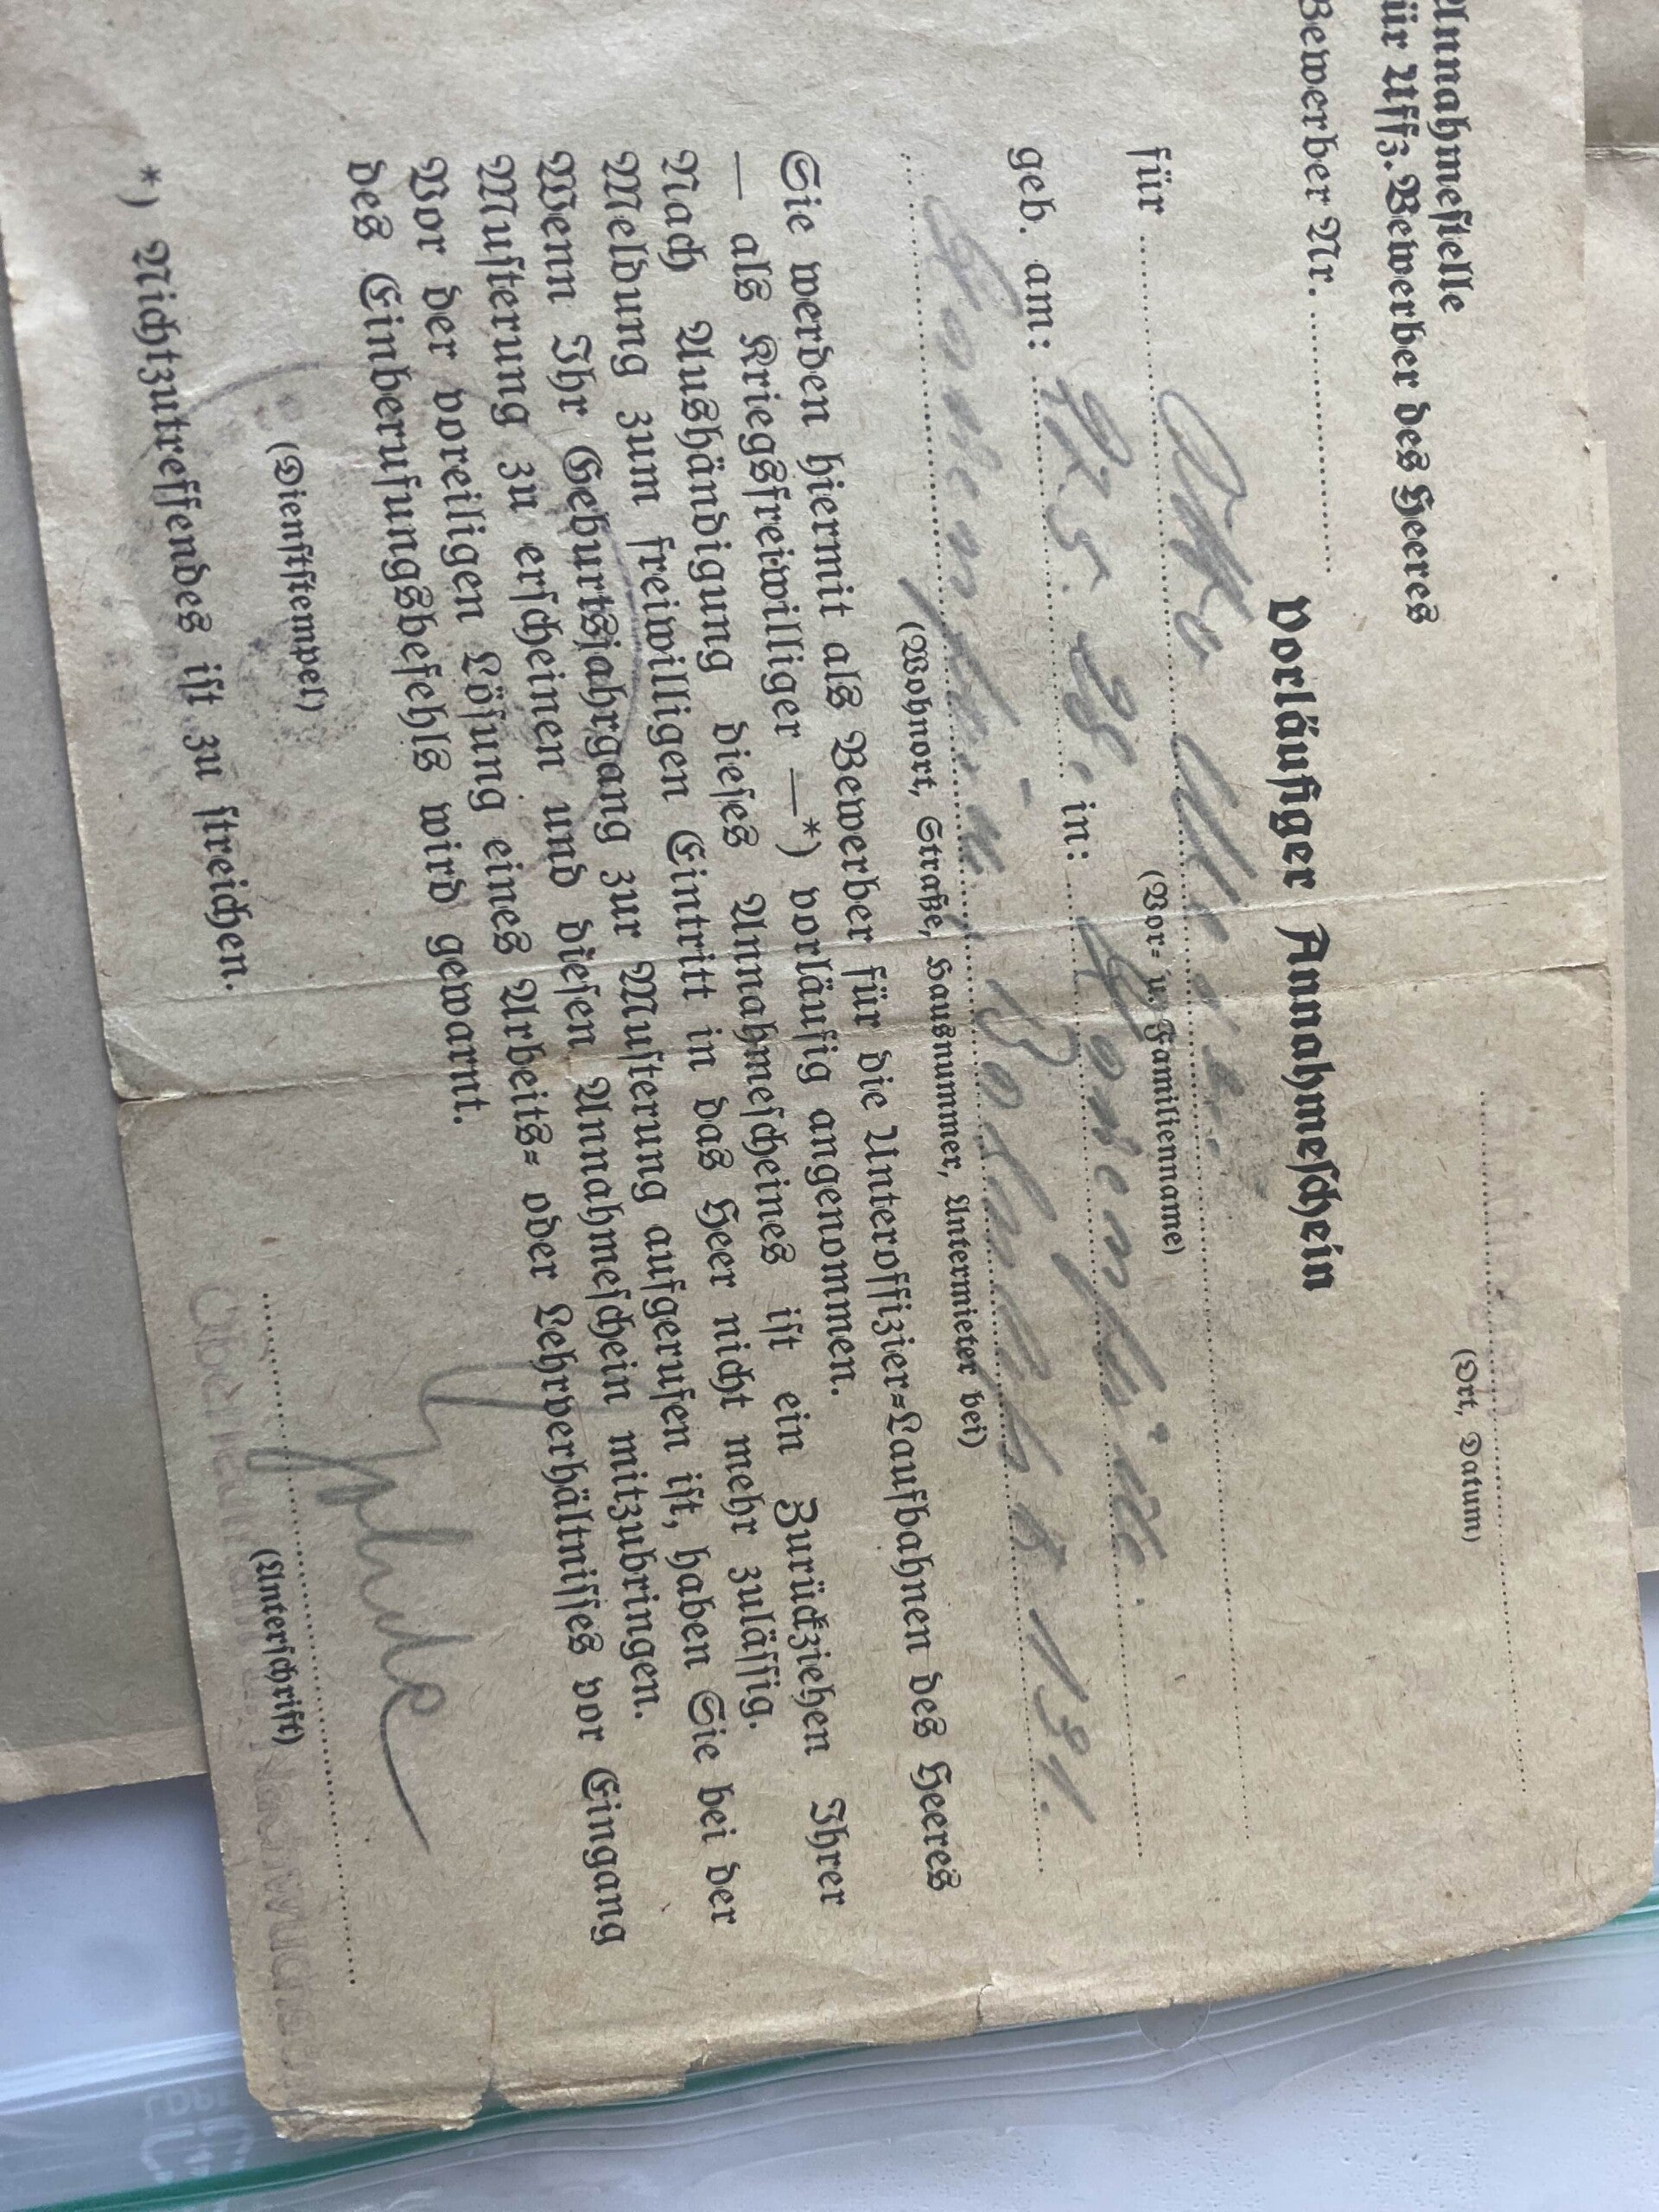 Annahmestelle
für Uffz.Bewerber des Heeres
Bewerber Nr.
(Ort, Datum)
Vorläufiger Annahmeschein
für Otto
(Vor= u. Familienname)
geb. am: 25. 28. in: Gönienfein.
Gönienfein
(Wohnort, Straße, Hausnummer, Untermieter bei)
Sie werden hiermit als Bewerber für die Unteroffizier=Laufbahnen des Heeres
— als Kriegsfreiwilliger —*) vorläufig angenommen.
Nach Aushändigung dieses Annahmescheines ist ein Zurückziehen Ihrer
Meldung zum freiwilligen Eintritt in das Heer nicht mehr zulässig.
Wenn Ihr Geburtsjahrgang zur Musterung aufgerufen ist, haben Sie bei der
Musterung zu erscheinen und diesen Annahmeschein mitzubringen.
Vor der voreiligen Lösung eines Arbeits= oder Lehrverhältnisses vor Eingang
des Einberufungsbefehls wird gewarnt.
(Dienststempel)
(Unterschrift)
*) Nichtzutreffendes ist zu streichen.